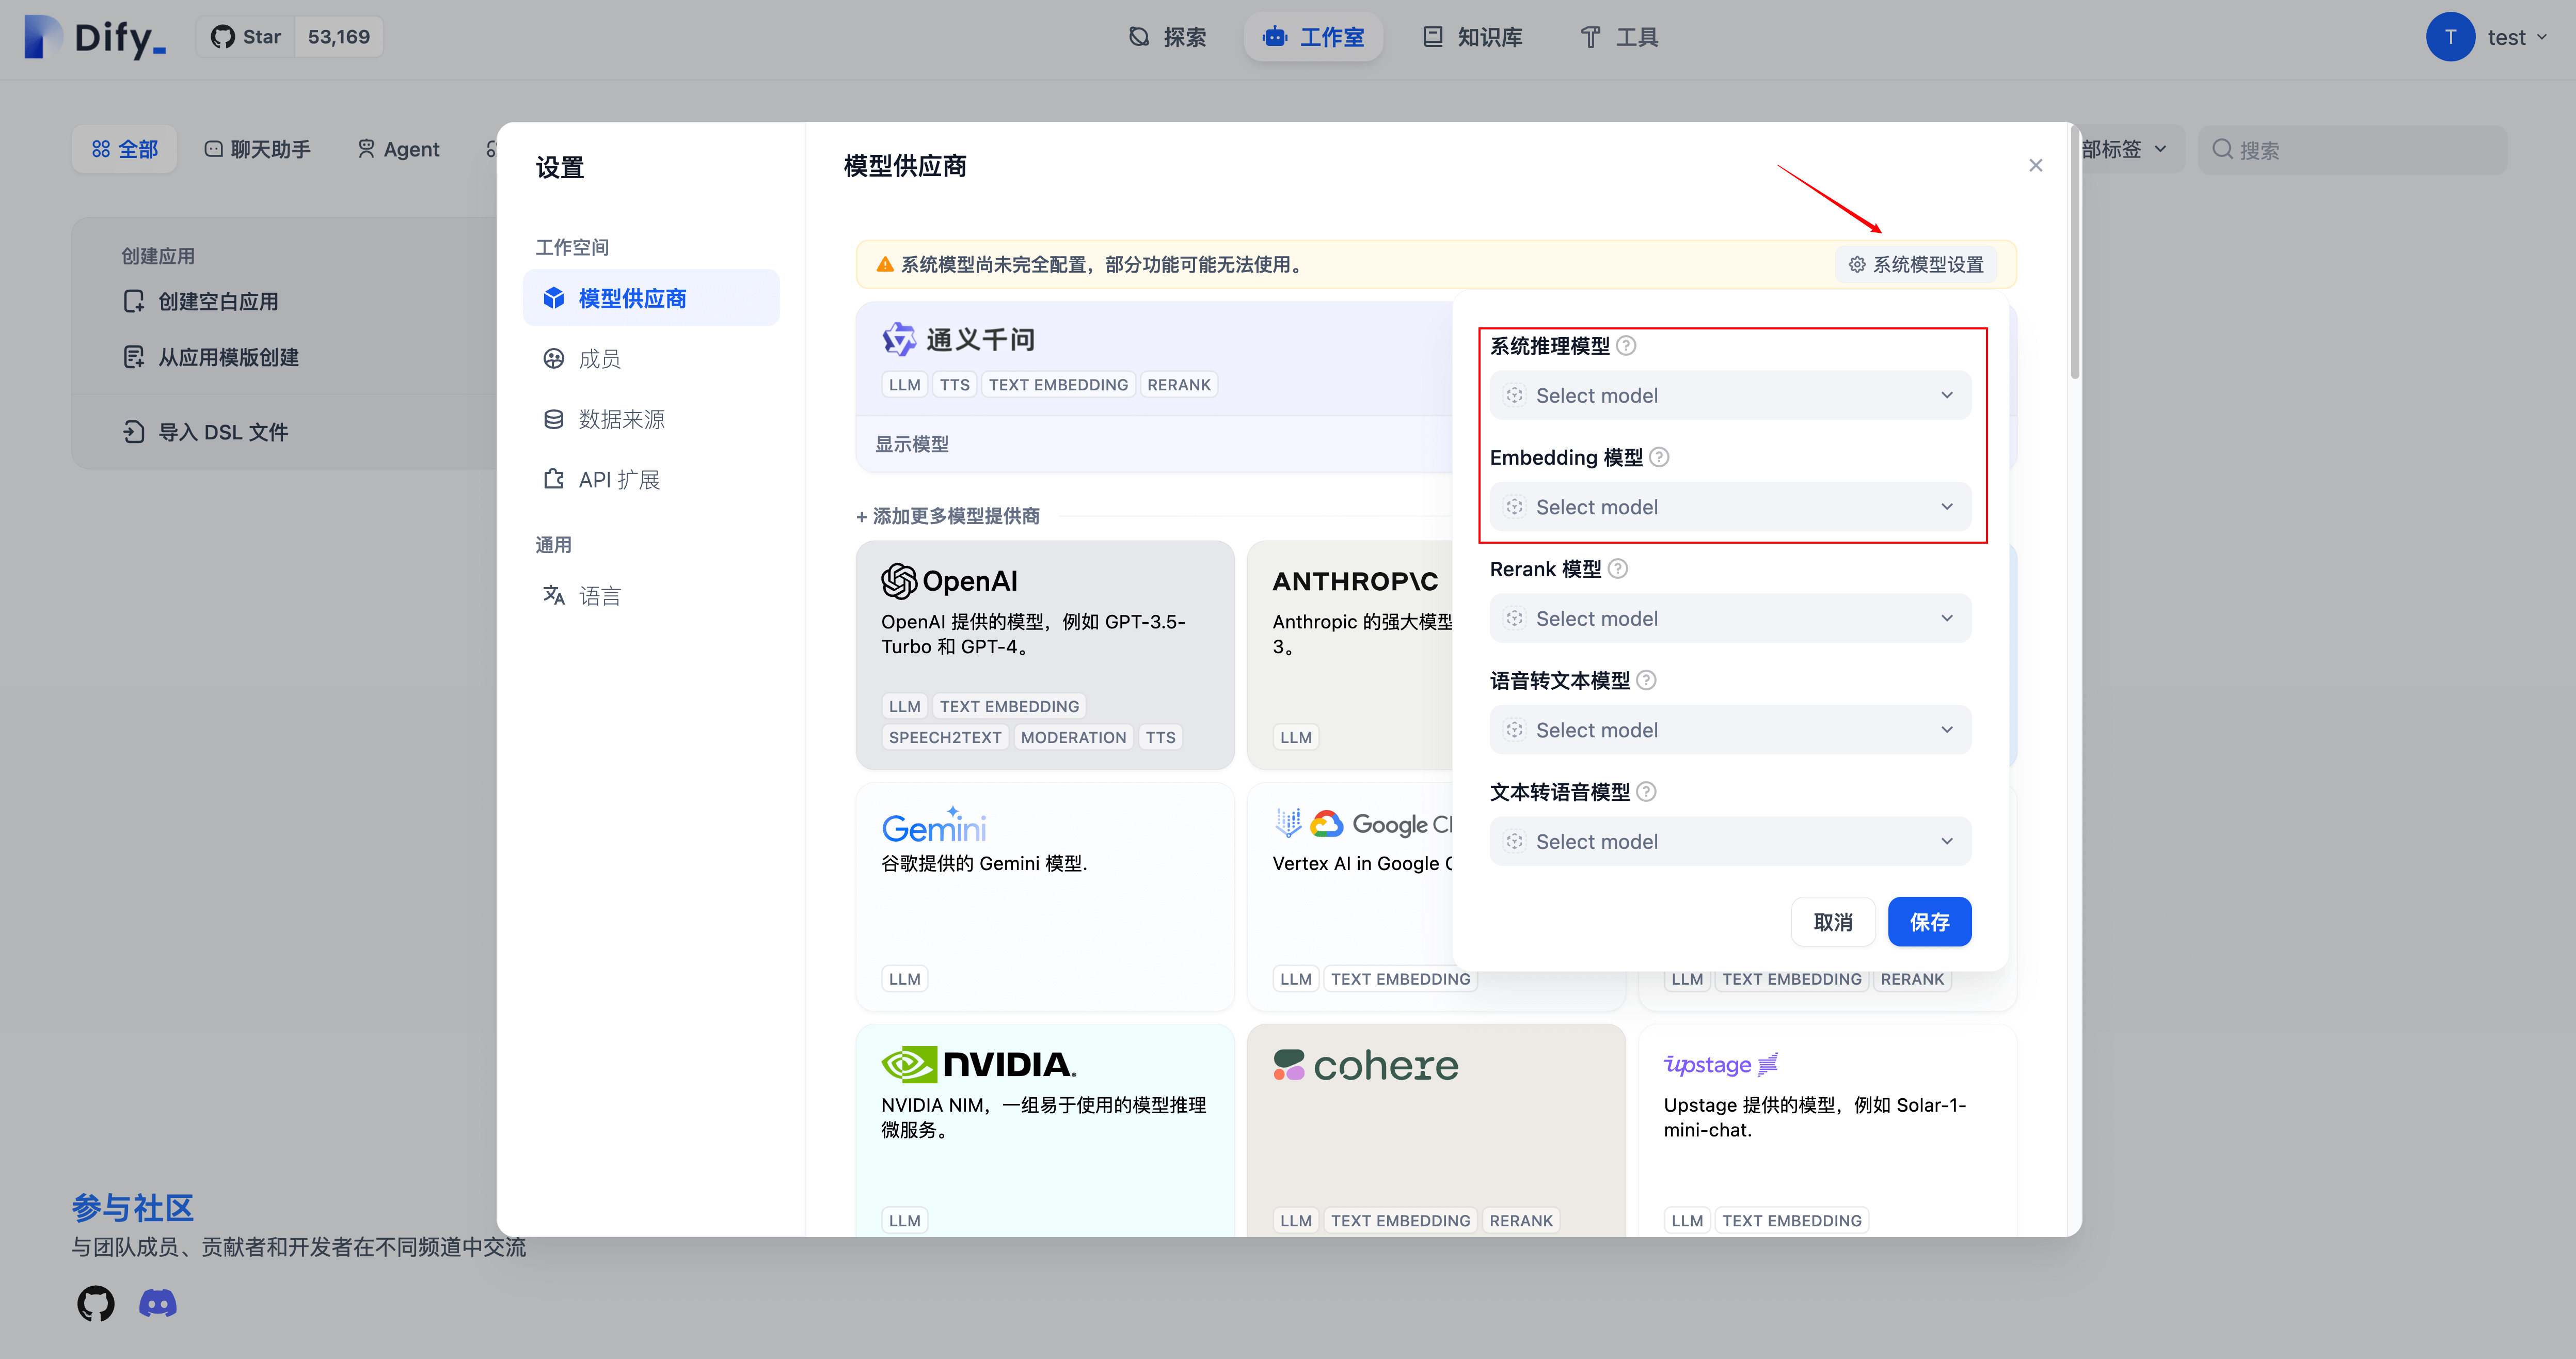 Dify_
Star 53,169
探索
工作室
知识库
工具
T test
全部
聊天助手
Agent
部标签
搜索
创建应用
创建空白应用
从应用模版创建
导入 DSL 文件
参与社区
与团队成员、贡献者和开发者在不同频道中交流
设置
工作空间
模型供应商
成员
数据来源
API 扩展
通用
语言
模型供应商
系统模型尚未完全配置，部分功能可能无法使用。
系统模型设置
通义千问
LLM TTS TEXT EMBEDDING RERANK
显示模型
+ 添加更多模型提供商
OpenAI
OpenAI 提供的模型，例如 GPT-3.5-
Turbo 和 GPT-4。
LLM TEXT EMBEDDING
SPEECH2TEXT MODERATION TTS
ANTHROP\C
Anthropic 的强大模型
3。
LLM
Gemini
谷歌提供的 Gemini 模型.
LLM
Google Cl
Vertex AI in Google C
LLM TEXT EMBEDDING
LLM TEXT EMBEDDING RERANK
NVIDIA.
NVIDIA NIM，一组易于使用的模型推理
微服务。
LLM
cohere
LLM TEXT EMBEDDING RERANK
upstage
Upstage 提供的模型，例如 Solar-1-
mini-chat.
LLM TEXT EMBEDDING
系统推理模型
Select model
Embedding 模型
Select model
Rerank 模型
Select model
语音转文本模型
Select model
文本转语音模型
Select model
取消
保存